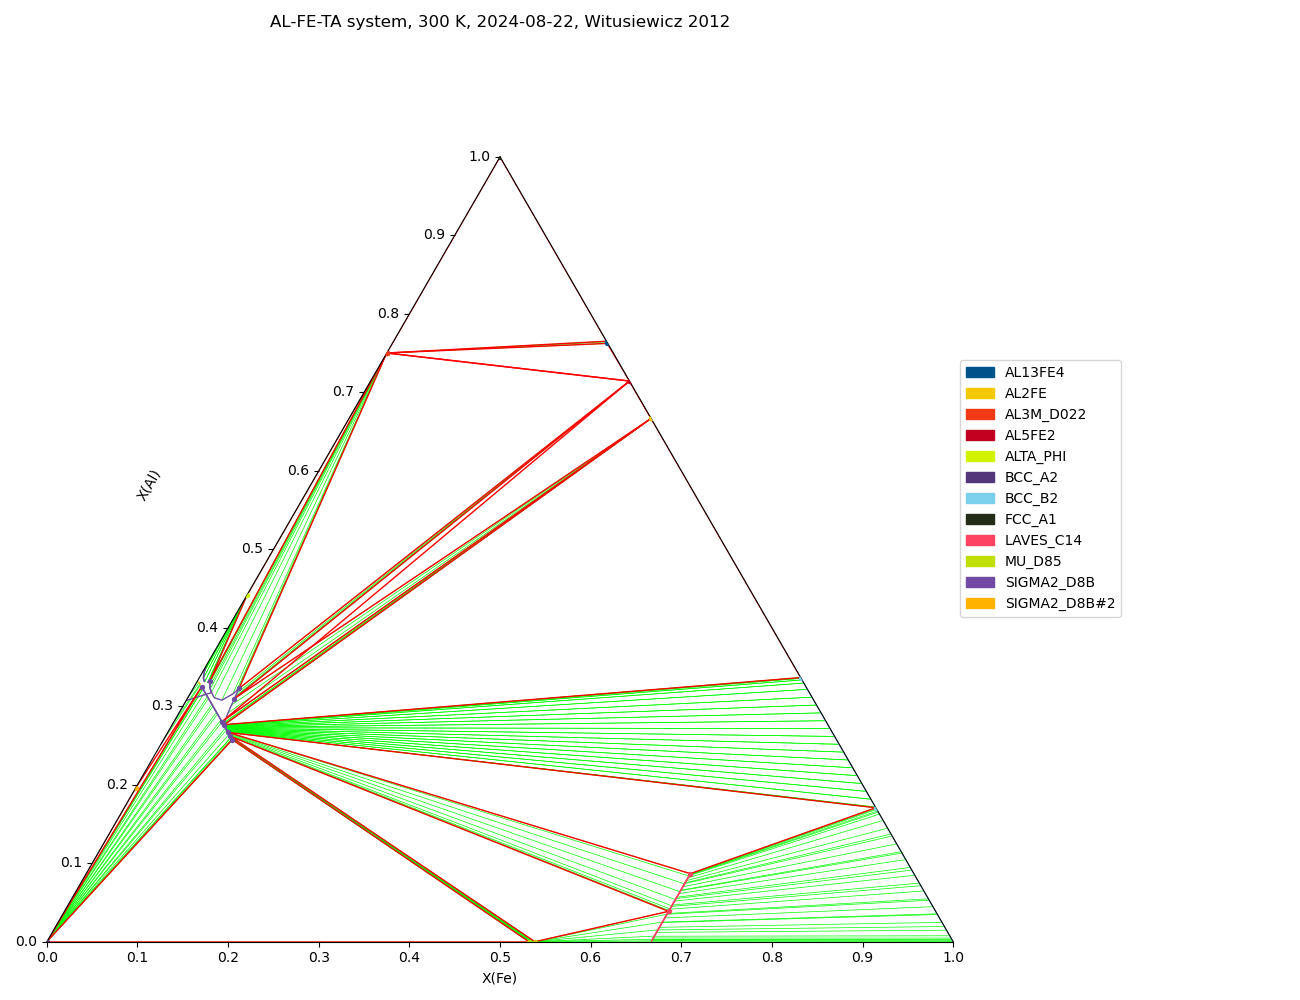 AL-FE-TA system, 300 K, 2024-08-22, Witusiewicz 2012
1.0
0.9
0.8
0.7
0.6
0.5
0.4
0.3
0.2
0.1
0.0
X(Al)
0.0 0.1 0.2 0.3 0.4 0.5 0.6 0.7 0.8 0.9 1.0
X(Fe)
AL13FE4
AL2FE
AL3M_D022
AL5FE2
ALTA_PHI
BCC_A2
BCC_B2
FCC_A1
LAVES_C14
MU_D85
SIGMA2_D8B
SIGMA2_D8B#2